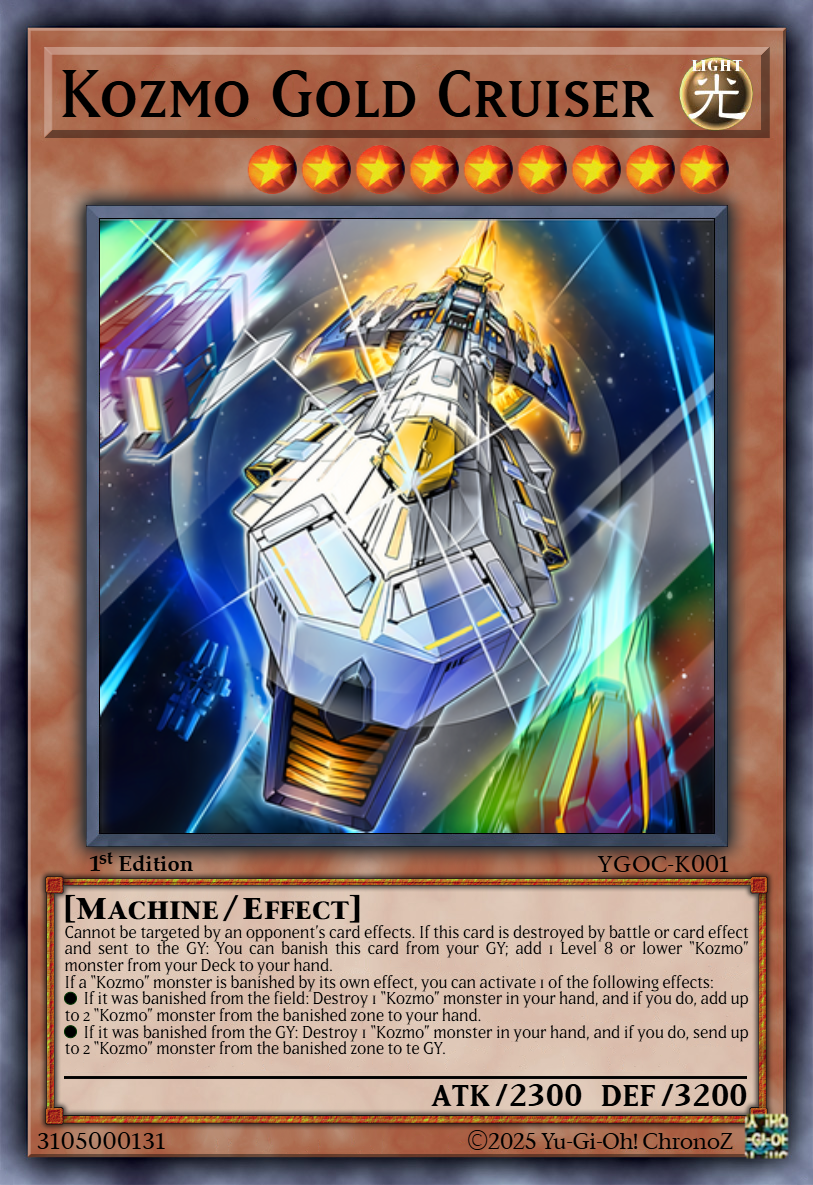 Kozmo Gold Cruiser
LIGHT
光
1st Edition
YGOC-K001
[Machine/Effect]
Cannot be targeted by an opponent's card effects. If this card is destroyed by battle or card effect
and sent to the GY: You can banish this card from your GY; add 1 Level 8 or lower "Kozmo"
monster from your Deck to your hand.
If a "Kozmo" monster is banished by its own effect, you can activate 1 of the following effects:
● If it was banished from the field: Destroy 1 "Kozmo" monster in your hand, and if you do, add up
to 2 "Kozmo" monster from the banished zone to your hand.
● If it was banished from the GY: Destroy 1 "Kozmo" monster in your hand, and if you do, send up
to 2 "Kozmo" monster from the banished zone to te GY.
ATK/2300 DEF/3200
3105000131
©2025 Yu-Gi-Oh! ChronoZ